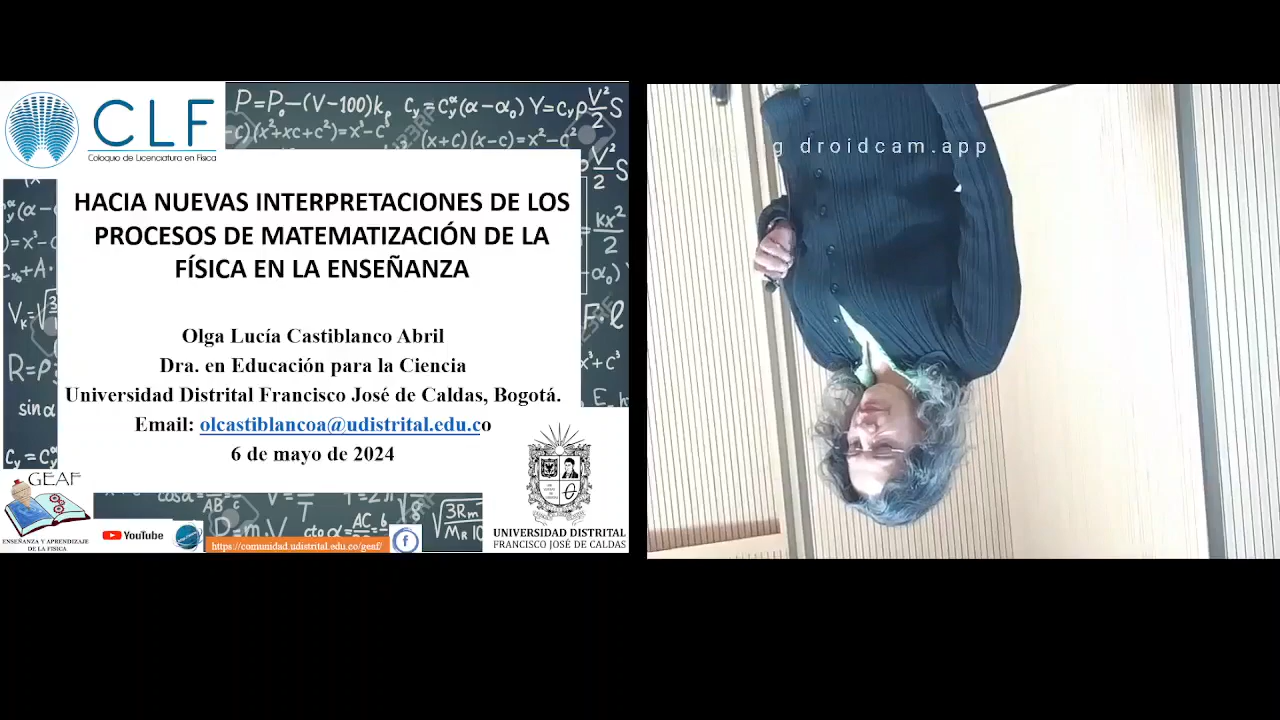 CLF
Coloquio de Licenciatura en Física
HACIA NUEVAS INTERPRETACIONES DE LOS
PROCESOS DE MATEMATIZACIÓN DE LA
FÍSICA EN LA ENSEÑANZA
Olga Lucía Castiblanco Abril
Dra. en Educación para la Ciencia
Universidad Distrital Francisco José de Caldas, Bogotá.
Email: olcastiblancoa@udistrital.edu.co
6 de mayo de 2024
GEAF
ENSEÑANZA Y APRENDIZAJE
DE LA FÍSICA
YouTube
https://comunidad.udistrital.edu.co/geaf/
UNIVERSIDAD DISTRITAL
FRANCISCO JOSÉ DE CALDAS
g droidcam.app